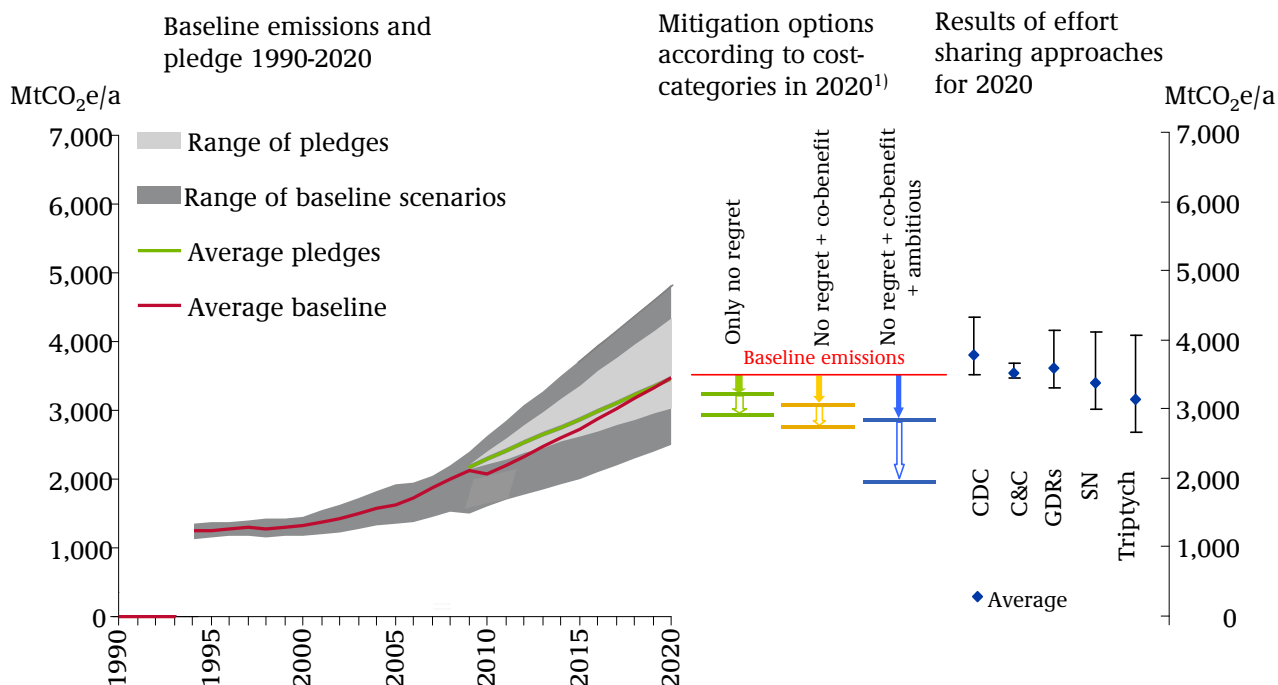 Baseline emissions and
pledge 1990-2020
Mitigation options
according to cost-
categories in 2020¹⁾
Results of effort
sharing approaches
for 2020
MtCO₂e/a
MtCO₂e/a
7,000
6,000
5,000
4,000
3,000
2,000
1,000
0
Range of pledges
Range of baseline scenarios
Average pledges
Average baseline
1990
1995
2000
2005
2010
2015
2020
Only no regret
No regret + co-benefit
No regret + co-benefit
+ ambitious
Baseline emissions
CDC
C&C
GDRs
SN
Triptych
Average
7,000
6,000
5,000
4,000
3,000
2,000
1,000
0